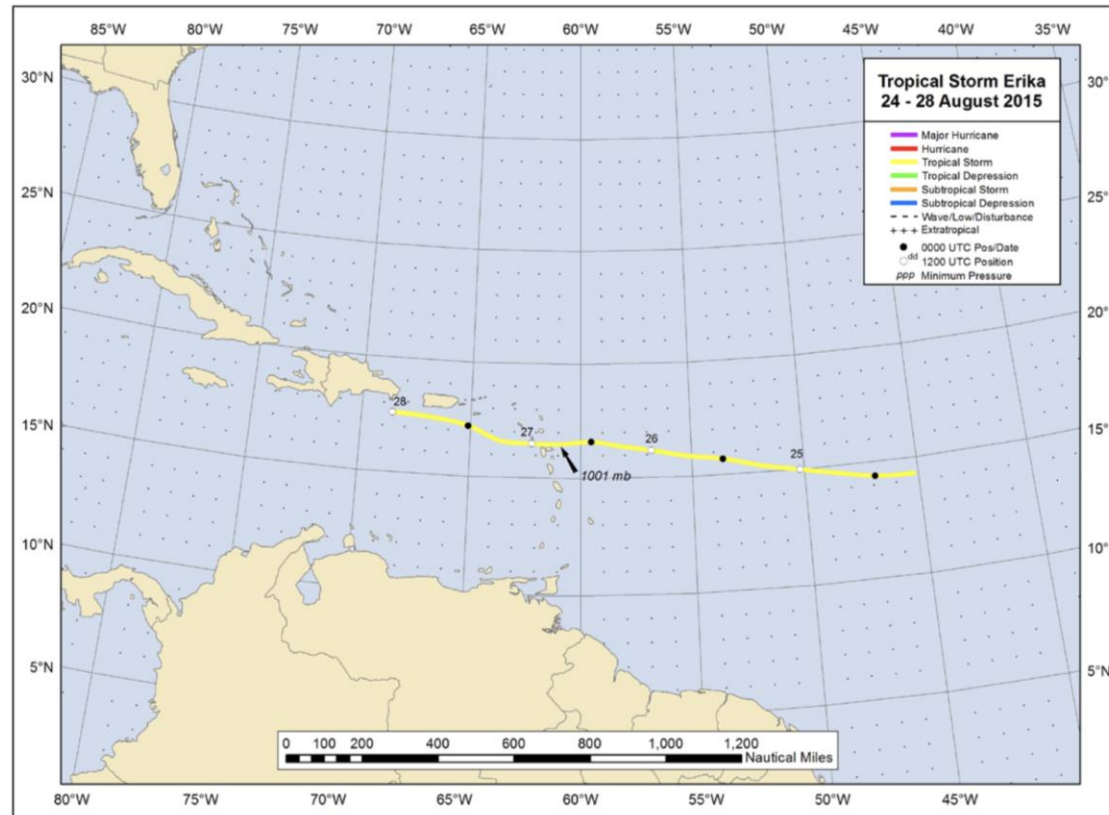 85°W 80°W 75°W 70°W 65°W 60°W 55°W 50°W 45°W 40°W 35°W
Tropical Storm Erika
24 - 28 August 2015
Major Hurricane
Hurricane
Tropical Storm
Tropical Depression
Subtropical Storm
Subtropical Depression
Wave/Low/Disturbance
Extratropical
0000 UTC Pos/Date
dd
1200 UTC Position
ppp Minimum Pressure
30°N 30°
25°N 25°
20°N 20°
15°N 15°
28 27 26 25
1001 mb
10°N 10°
5°N 5°N
0 100 200 400 600 800 1,000 1,200
Nautical Miles
80°W 75°W 70°W 65°W 60°W 55°W 50°W 45°W